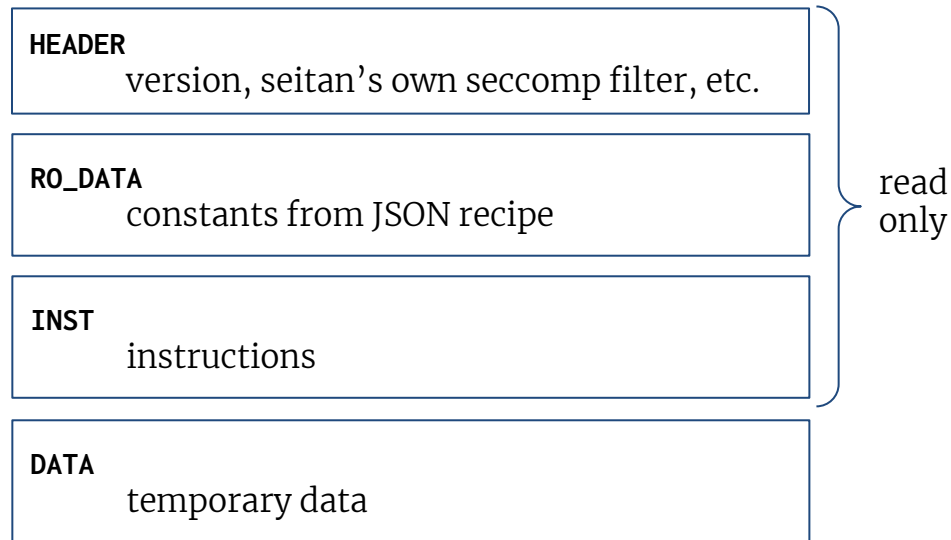 HEADER
version, seitan’s own seccomp filter, etc.
RO_DATA
constants from JSON recipe
read
only
INST
instructions
DATA
temporary data